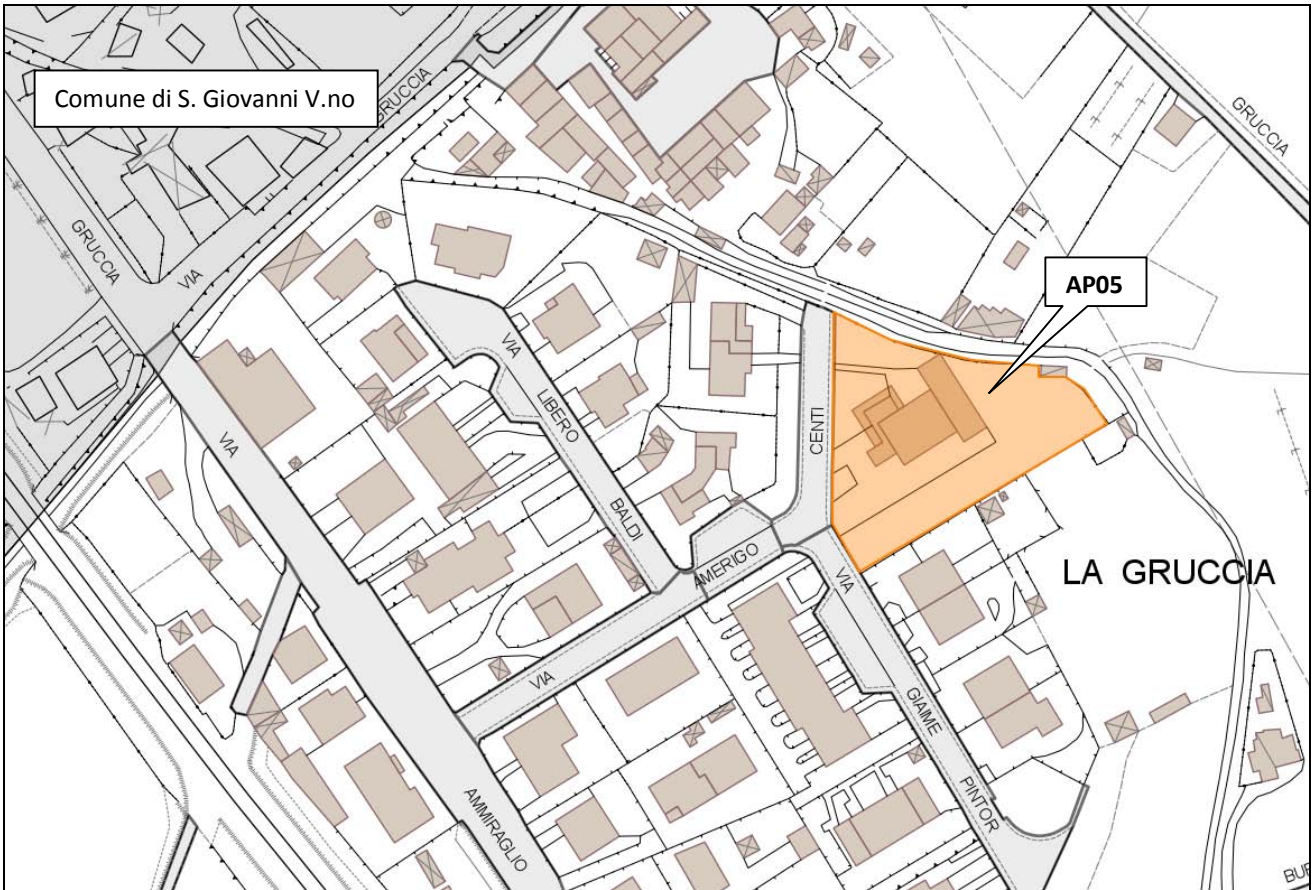 Comune di S. Giovanni V.no
GRUCCIA
GRUCCIA
VIA
GRUCCIA
AP05
VIA
LIBERO
BALDI
VIA
CENTI
AMERIGO
VIA
VIA
GIAIME
PINTOR
LA GRUCCIA
AMMIRAGLIO